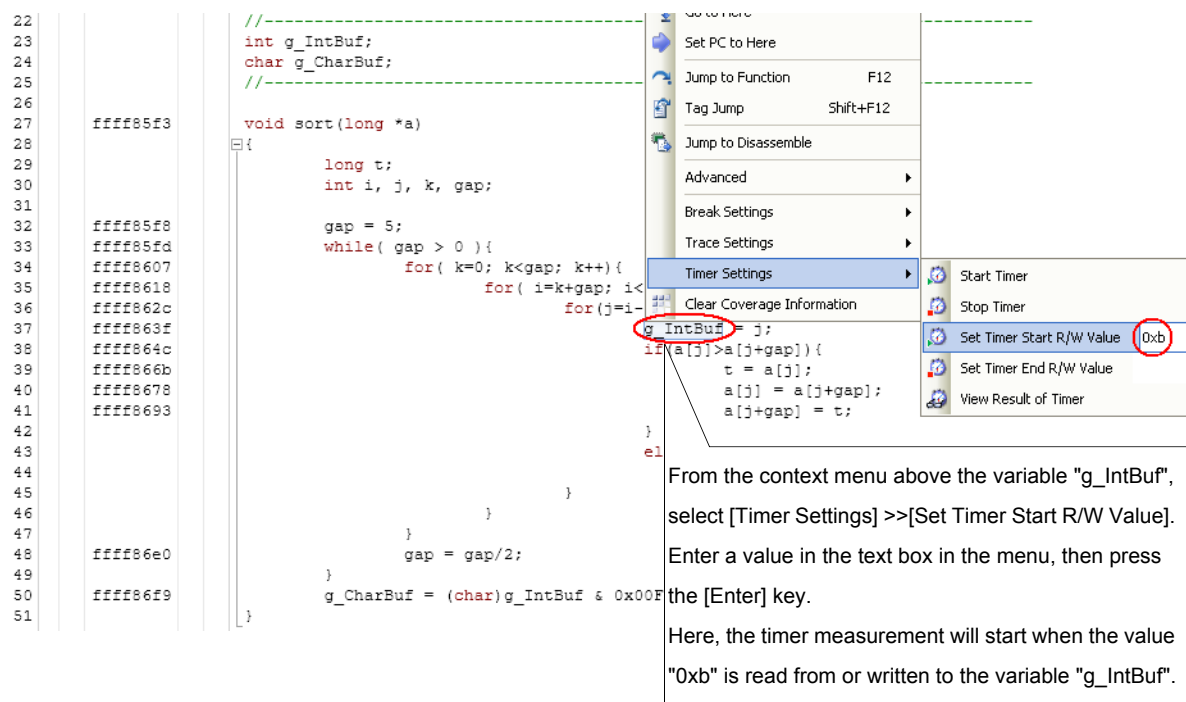 22 //------------------------------------------ Go to Here -----------
23 int g_IntBuf; Set PC to Here
24 char g_CharBuf;
25 //------------------------------------------ Jump to Function F12 -----------
26 Tag Jump Shift+F12
27 ffff85f3 void sort(long *a)
28 { Jump to Disassemble
29 long t;
30 int i, j, k, gap; Advanced
31
32 ffff85f8 gap = 5; Break Settings
33 ffff85fd while( gap > 0 ){ Trace Settings
34 ffff8607 for( k=0; k<gap; k++){ Timer Settings Start Timer
35 ffff8618 for( i=k+gap; i< Clear Coverage Information Stop Timer
36 ffff862c for(j=i-
37 ffff863f g_IntBuf = j; Set Timer Start R/W Value 0xb
38 ffff864c if(a[j]>a[j+gap]){ Set Timer End R/W Value
39 ffff866b t = a[j];
40 ffff8678 a[j] = a[j+gap]; View Result of Timer
41 ffff8693 a[j+gap] = t;
42 }
43 el
44
45 }
46 }
47 }
48 ffff86e0 gap = gap/2;
49 }
50 ffff86f9 g_CharBuf = (char)g_IntBuf & 0x00F
51 }
From the context menu above the variable "g_IntBuf",
select [Timer Settings] >>[Set Timer Start R/W Value].
Enter a value in the text box in the menu, then press
the [Enter] key.
Here, the timer measurement will start when the value
"0xb" is read from or written to the variable "g_IntBuf".